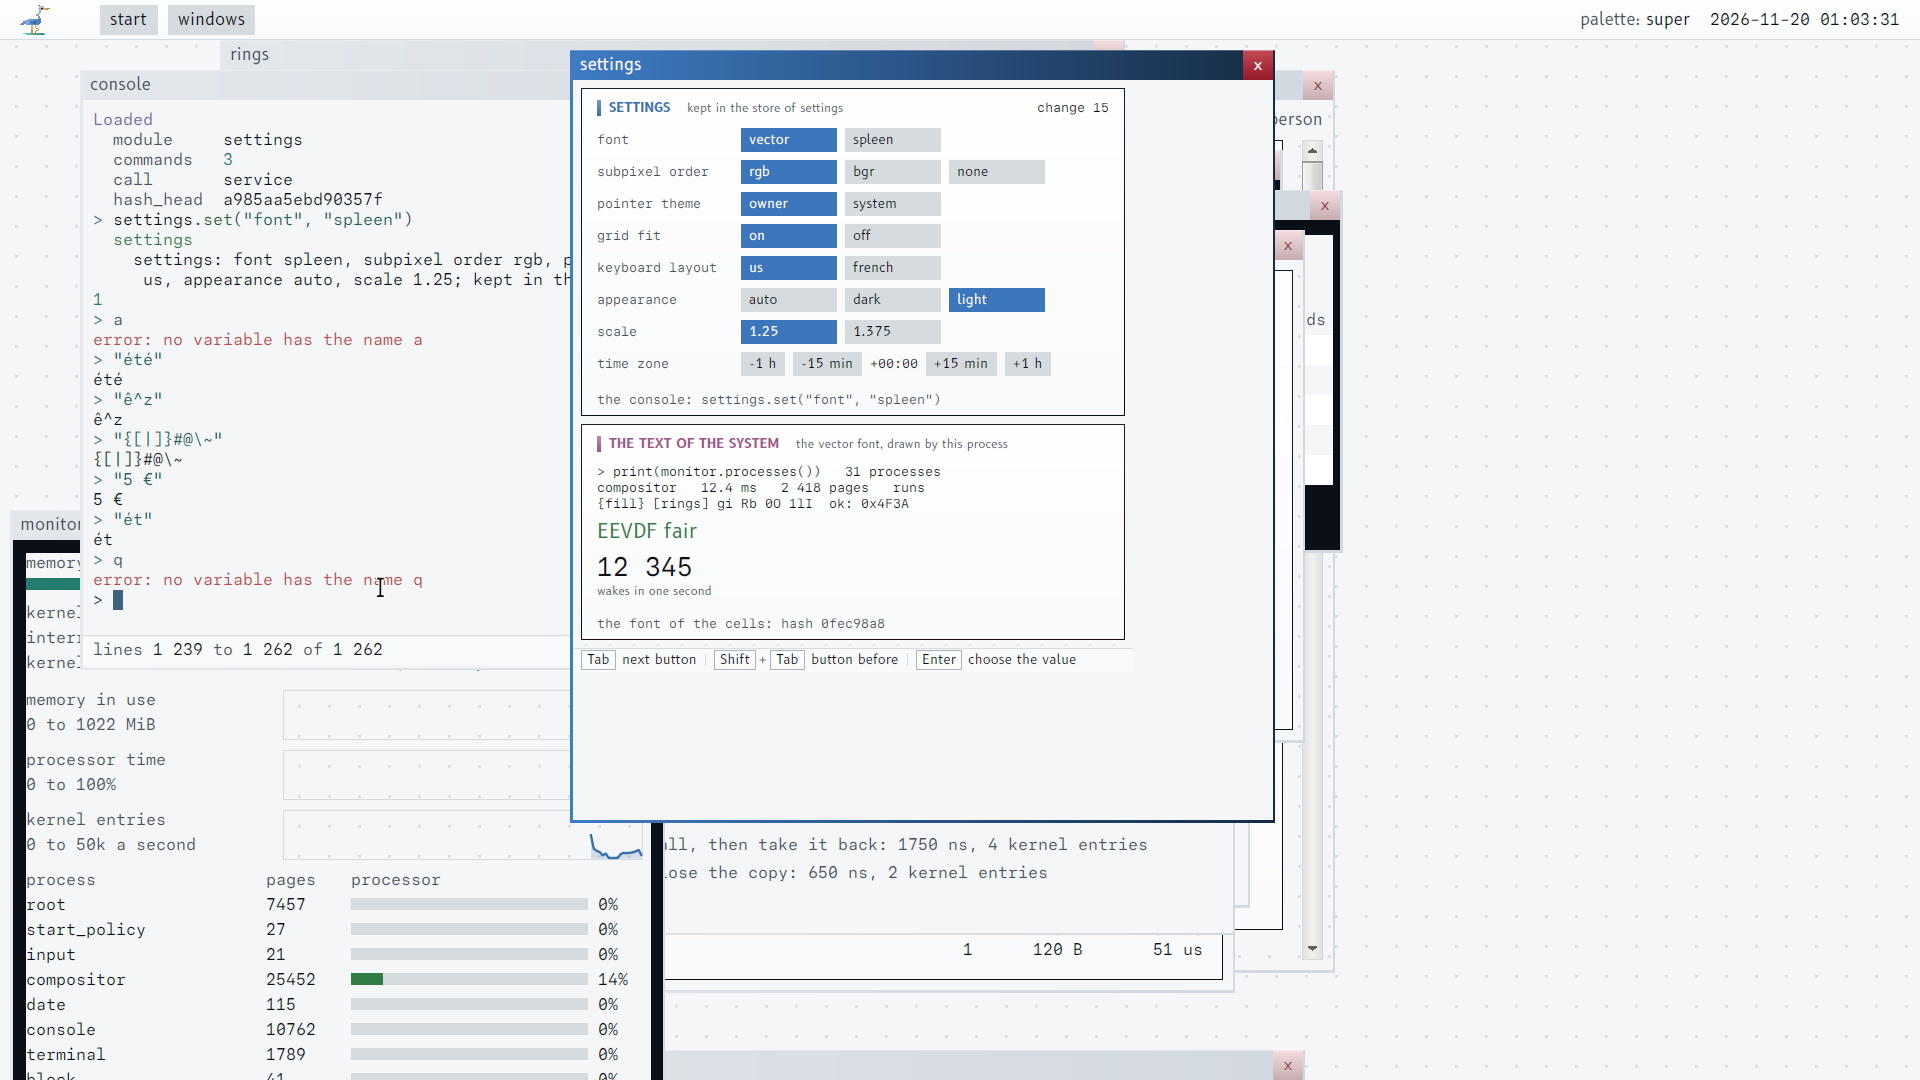 start windows palette: super 2026-11-20 01:03:31
rings
console
Loaded
module settings
commands 3
call service
hash_head a985aa5ebd90357f
> settings.set("font", "spleen")
settings
settings: font spleen, subpixel order rgb,
us, appearance auto, scale 1.25; kept in
1
> a
error: no variable has the name a
> "été"
été
> "ê^z"
ê^z
> "{[|]}#@\~"
{[|]}#@\~
> "5 €"
5 €
> "ét"
ét
> q
error: no variable has the name q
>
lines 1 239 to 1 262 of 1 262
settings x
SETTINGS kept in the store of settings change 15
font vector spleen
subpixel order rgb bgr none
pointer theme owner system
grid fit on off
keyboard layout us french
appearance auto dark light
scale 1.25 1.375
time zone -1 h -15 min +00:00 +15 min +1 h
the console: settings.set("font", "spleen")
THE TEXT OF THE SYSTEM the vector font, drawn by this process
> print(monitor.processes()) 31 processes
compositor 12.4 ms 2 418 pages runs
{fill} [rings] gi Rb 0O 1lI ok: 0x4F3A
EEVDF fair
12 345
wakes in one second
the font of the cells: hash 0fec98a8
Tab next button Shift + Tab button before Enter choose the value
x
person
x
x
ds
monitor
memory
kernel
kernel
memory in use
0 to 1022 MiB
processor time
0 to 100%
kernel entries
0 to 50k a second
process pages processor
root 7457 0%
start_policy 27 0%
input 21 0%
compositor 25452 14%
date 115 0%
console 10762 0%
terminal 1789 0%
41 0%
then take it back: 1750 ns, 4 kernel entries
the copy: 650 ns, 2 kernel entries
1 120 B 51 us
x